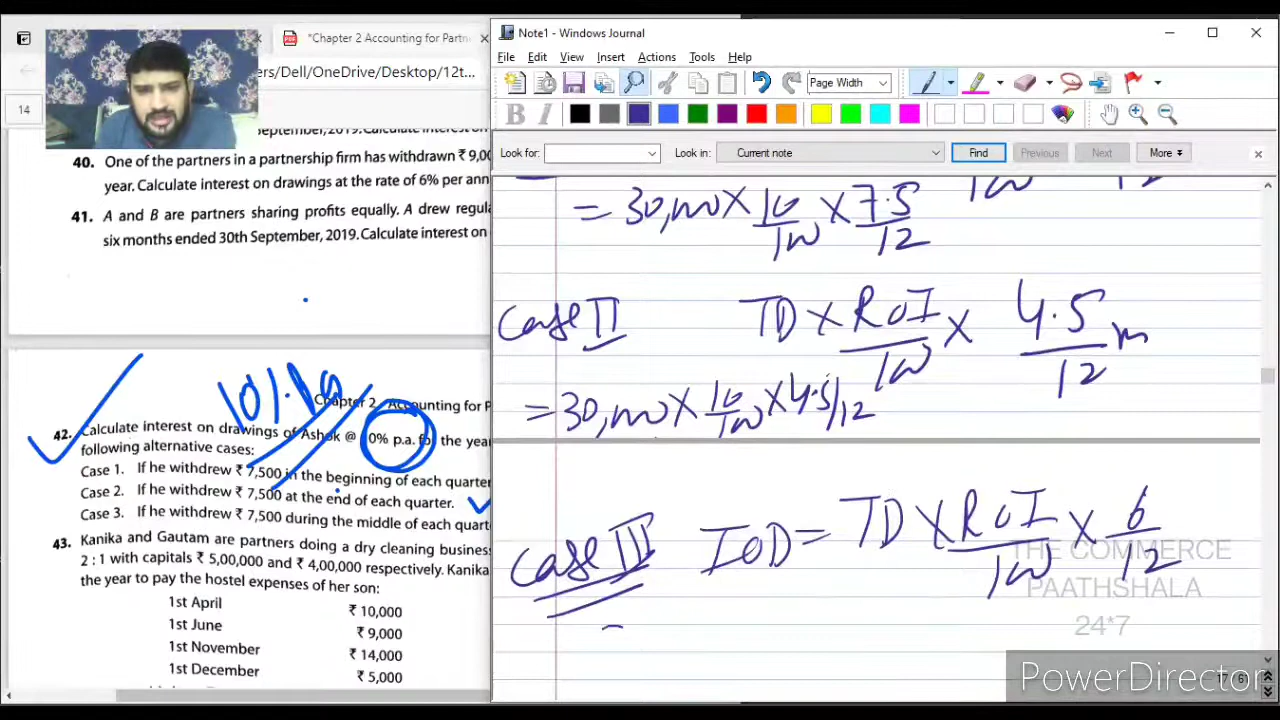 Note1 - Windows Journal
"Chapter 2 Accounting for Partn
ers/Dell/OneDrive/Desktop/12t...
File Edit View Insert Actions Tools Help
Page Width
14
B I
Look for: Look in: Current note Find Previous Next More
September, 2019. Calculate interest on
40. One of the partners in a partnership firm has withdrawn ₹ 9,00
year. Calculate interest on drawings at the rate of 6% per ann
41. A and B are partners sharing profits equally. A drew regula
six months ended 30th September, 2019. Calculate interest on
10%. Pa
Chapter 2 Accounting for P
42. Calculate interest on drawings of Ashok @ 0% p.a. for the year
following alternative cases:
Case 1. If he withdrew ₹ 7,500 in the beginning of each quarter
Case 2. If he withdrew ₹ 7,500 at the end of each quarter.
Case 3. If he withdrew ₹ 7,500 during the middle of each quart
43. Kanika and Gautam are partners doing a dry cleaning business
2 : 1 with capitals ₹ 5,00,000 and ₹ 4,00,000 respectively. Kanika
the year to pay the hostel expenses of her son:
1st April ₹ 10,000
1st June ₹ 9,000
1st November ₹ 14,000
1st December ₹ 5,000
100 12
= 30,000 × 10/100 × 7.5/12
Case II TD × ROI/100 × 4.5/12 m
= 30,000 × 10/100 × 4.5/12
Case III IOD = TD × ROI/100 × 6/12
THE COMMERCE
PAATHSHALA
24*7
PowerDirector